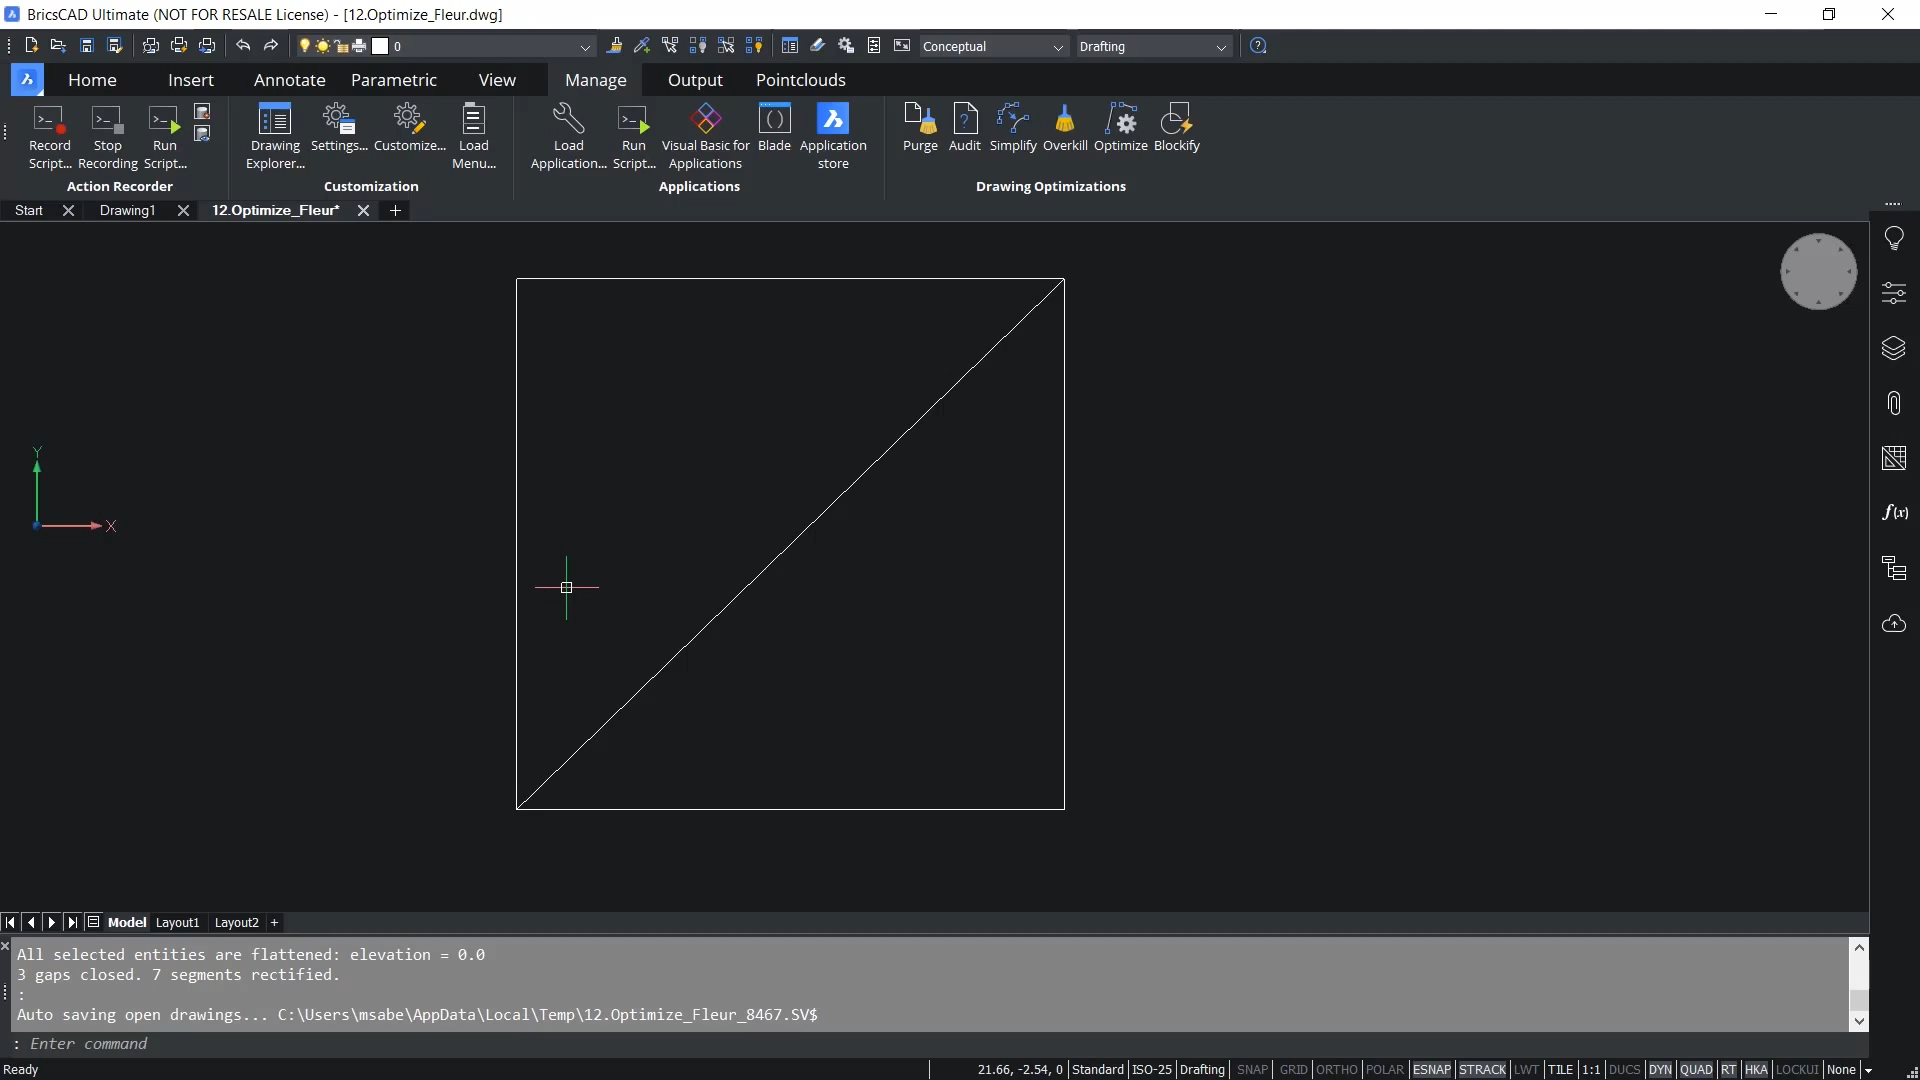 BricsCAD Ultimate (NOT FOR RESALE License) - [12.Optimize_Fleur.dwg]
0 Conceptual Drafting ?
Home Insert Annotate Parametric View Manage Output Pointclouds
Record Script... Stop Recording Run Script... Drawing Explorer... Settings... Customize... Load Menu... Load Application... Run Script... Visual Basic for Applications Blade Application store Purge Audit Simplify Overkill Optimize Blockify
Action Recorder Customization Applications Drawing Optimizations
Start Drawing1 12.Optimize_Fleur* +
Y
X
f(x)
Model Layout1 Layout2 +
All selected entities are flattened: elevation = 0.0
3 gaps closed. 7 segments rectified.
:
Auto saving open drawings... C:\Users\msabe\AppData\Local\Temp\12.Optimize_Fleur_8467.SV$
: Enter command
Ready 21.66, -2.54, 0 Standard ISO-25 Drafting SNAP GRID ORTHO POLAR ESNAP STRACK LWT TILE 1:1 DUCS DYN QUAD RT HKA LOCKUI None